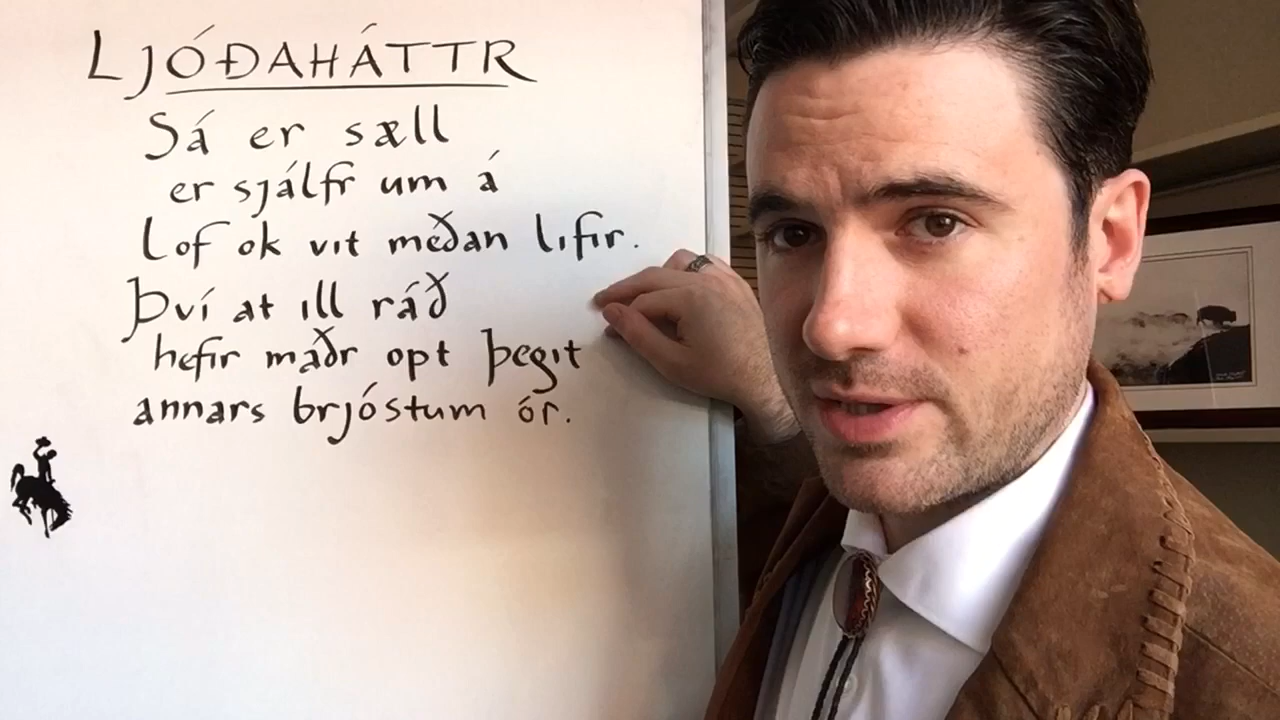 LJÓÐAHÁTTR
Sá er sæll
er sjálfr um á
lof ok vit meðan lifir.
Því at ill ráð
hefir maðr opt þegit
annars brjóstum ór.